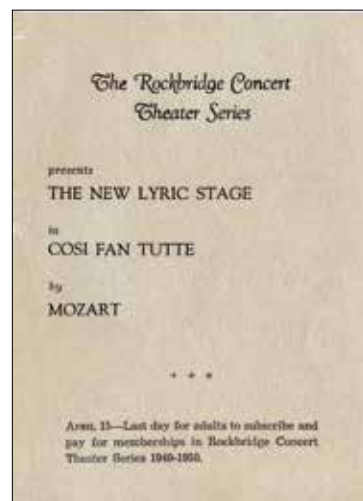 The Rockbridge Concert
Theater Series
presents
THE NEW LYRIC STAGE
in
COSI FAN TUTTE
by
MOZART
* * *
April 15—Last day for adults to subscribe and
pay for memberships in Rockbridge Concert
Theater Series 1949-1950.